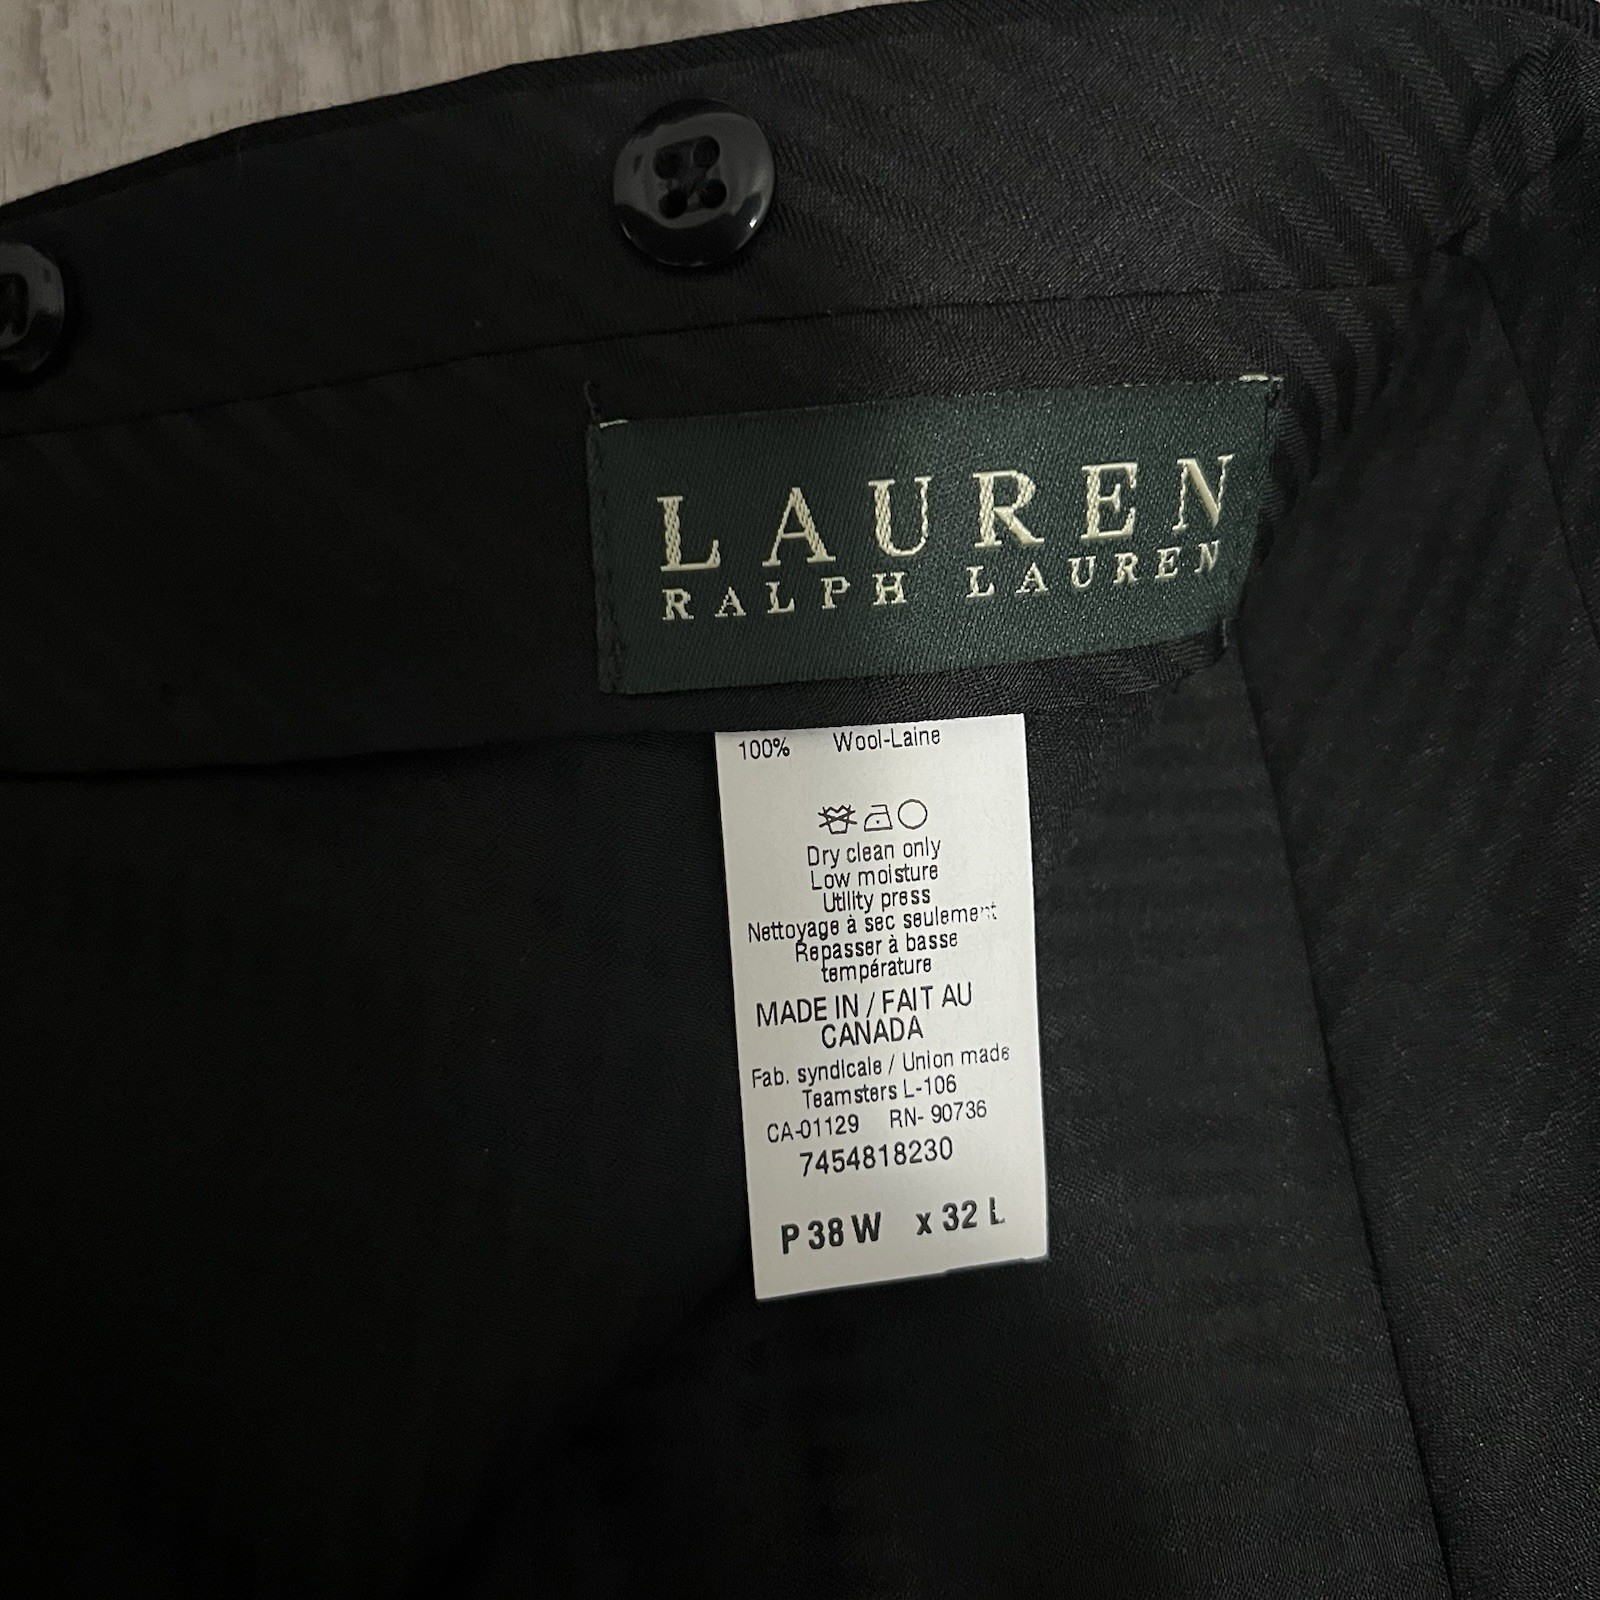 LAUREN
RALPH LAUREN
100% Wool-Laine
Dry clean only
Low moisture
Utility press
Nettoyage à sec seulement
Repasser à basse
température
MADE IN / FAIT AU
CANADA
Fab. syndicale / Union made
Teamsters L-106
CA-01129 RN- 90736
7454818230
P 38 W x 32 L